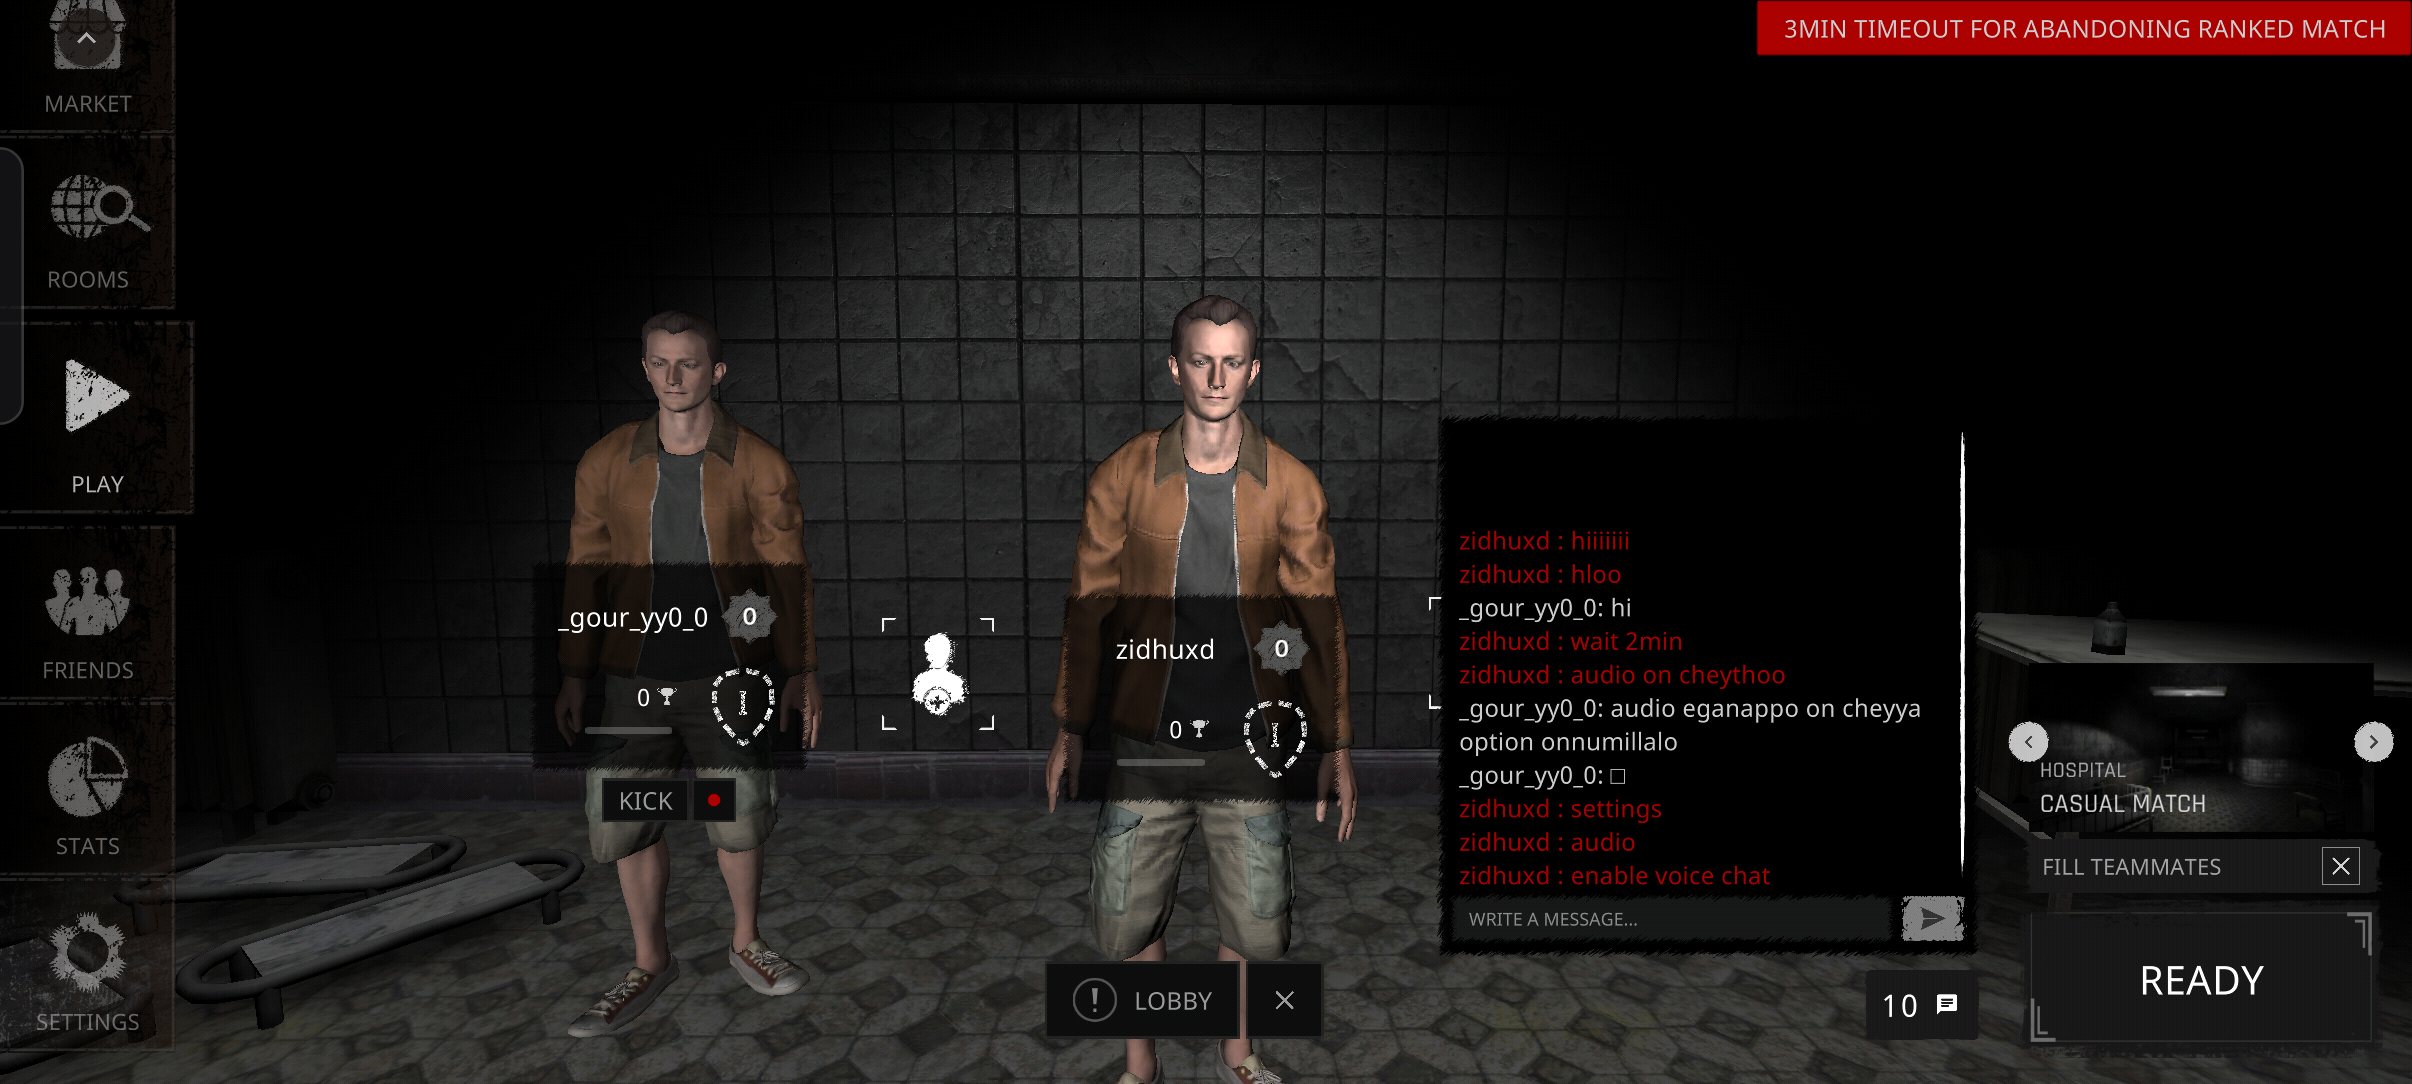 3MIN TIMEOUT FOR ABANDONING RANKED MATCH
MARKET
ROOMS
PLAY
FRIENDS
STATS
SETTINGS
_gour_yy0_0 0
0
KICK
zidhuxd 0
0
zidhuxd : hiiiiiii
zidhuxd : hloo
_gour_yy0_0: hi
zidhuxd : wait 2min
zidhuxd : audio on cheythoo
_gour_yy0_0: audio eganappo on cheyya
option onnumillalo
_gour_yy0_0: □
zidhuxd : settings
zidhuxd : audio
zidhuxd : enable voice chat
WRITE A MESSAGE...
LOBBY
10
HOSPITAL
CASUAL MATCH
FILL TEAMMATES
READY